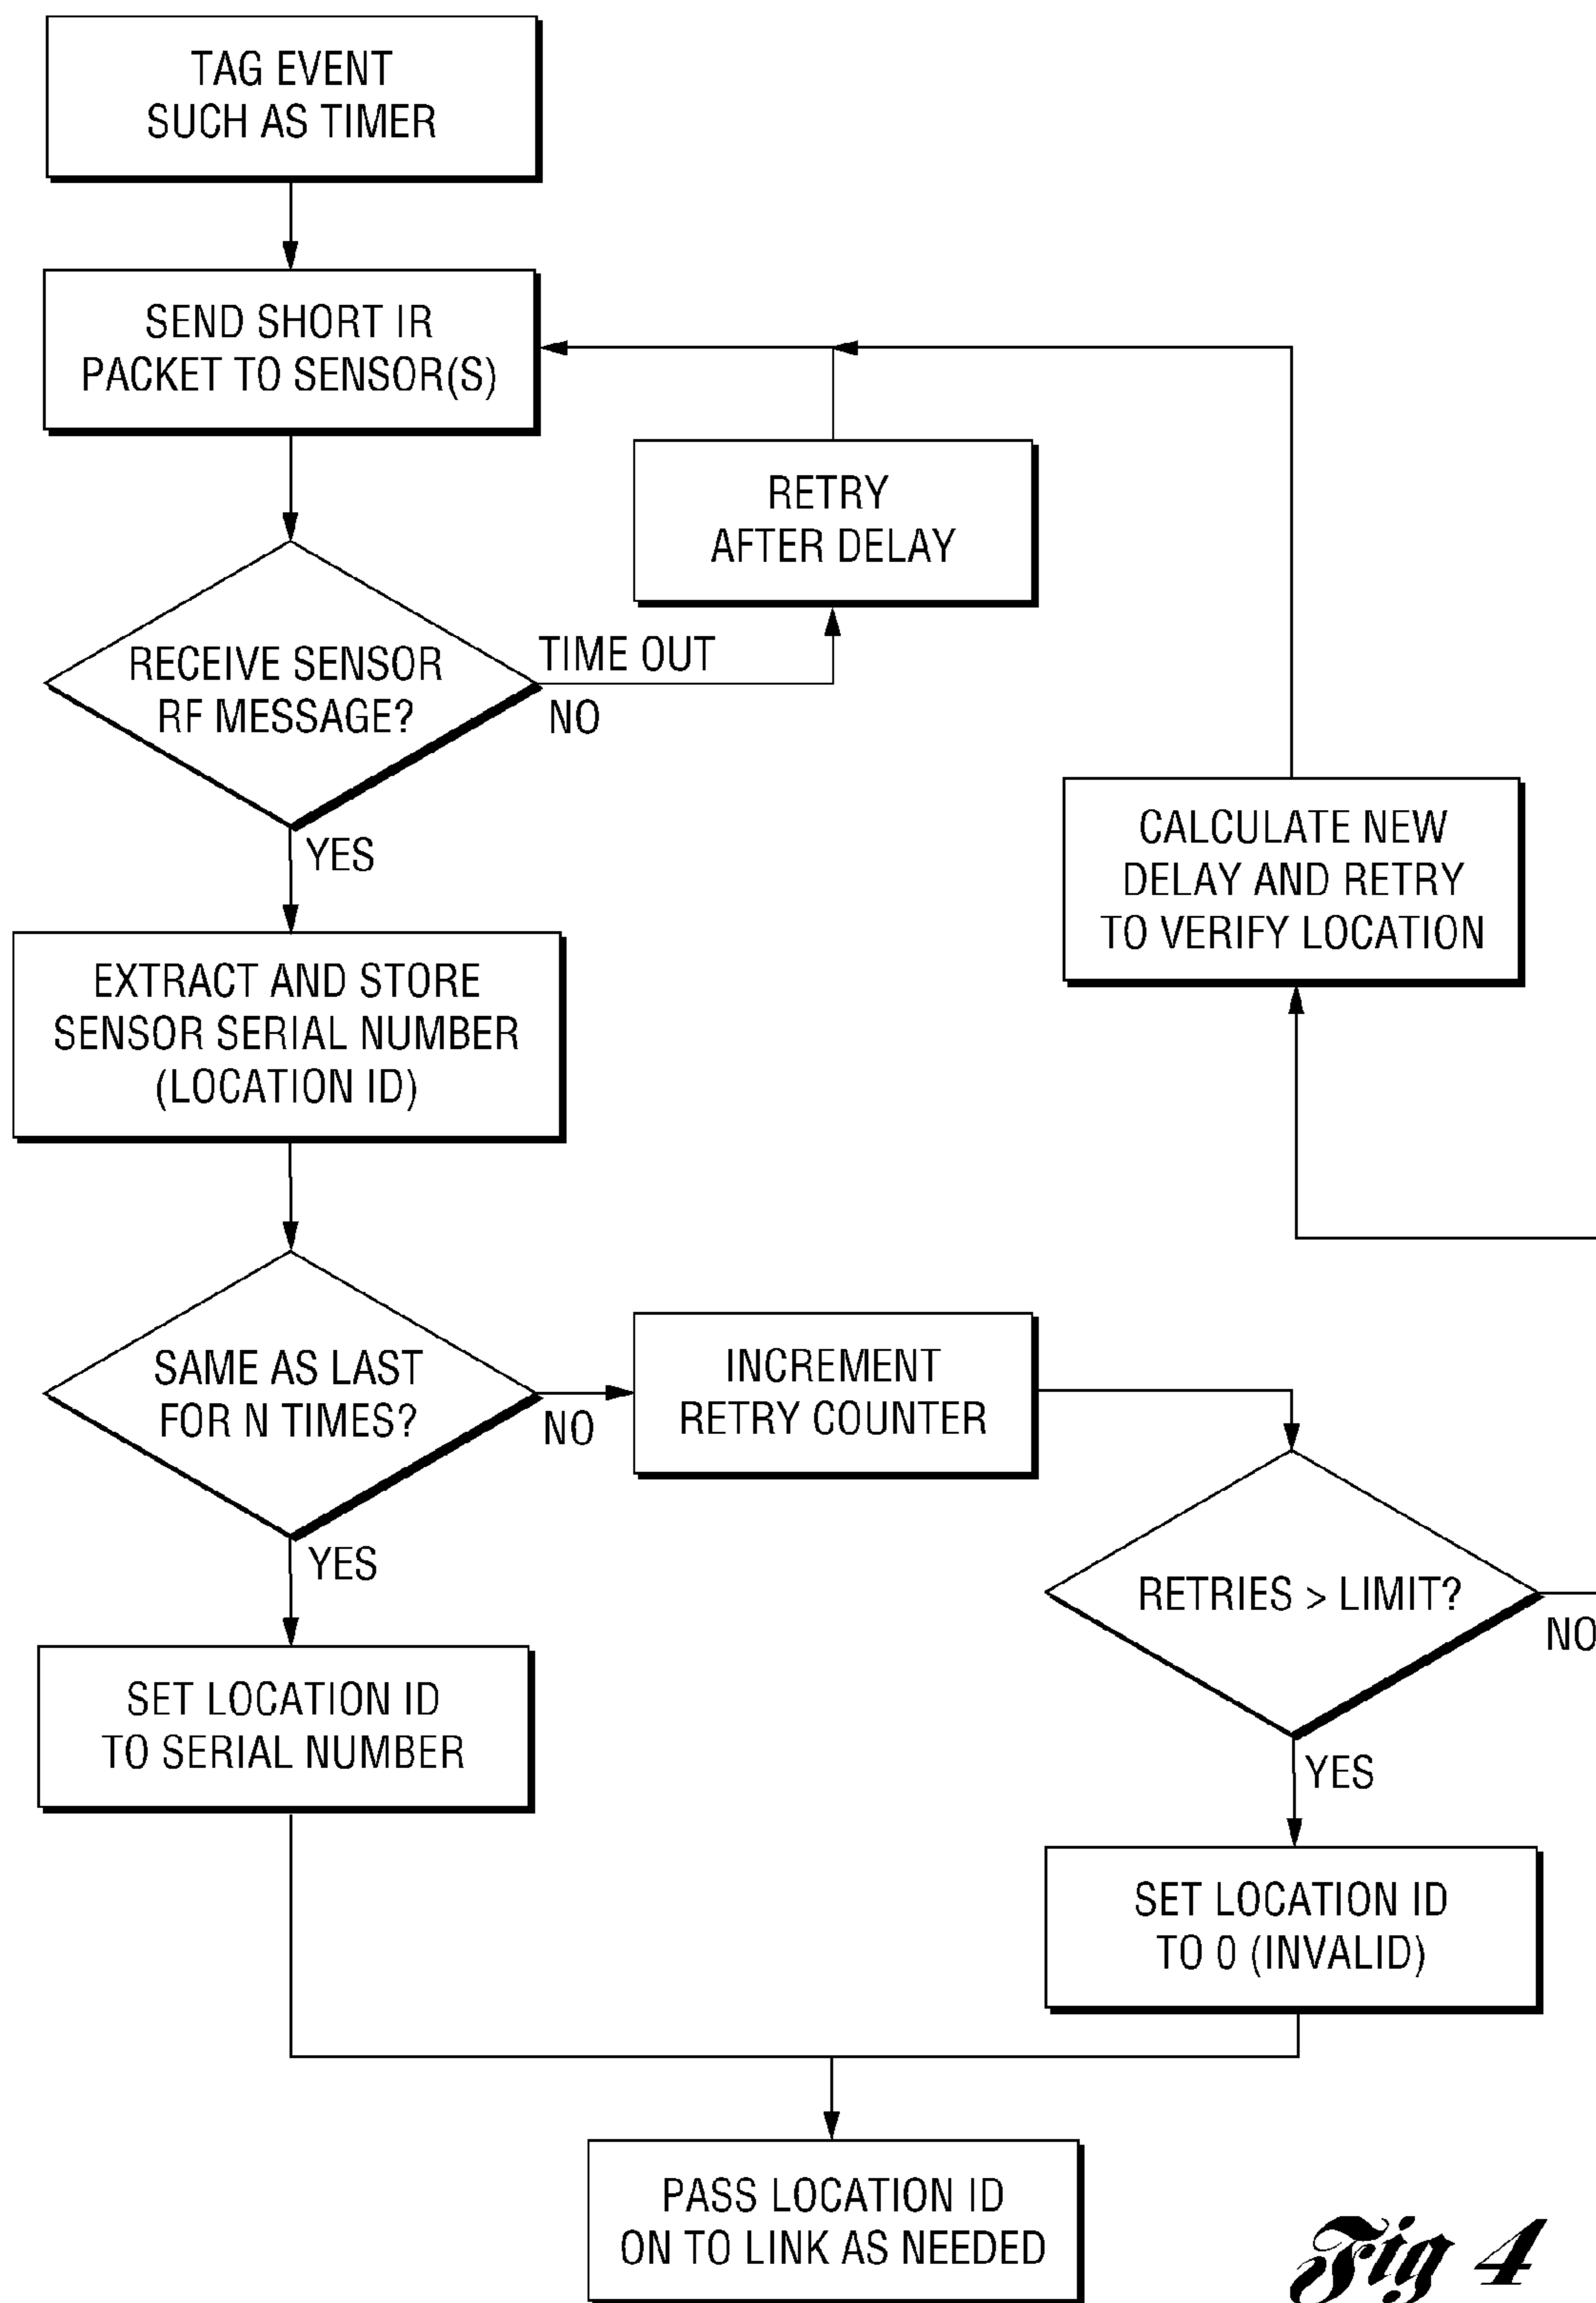 TAG EVENT
SUCH AS TIMER
SEND SHORT IR
PACKET TO SENSOR(S)
RETRY
AFTER DELAY
RECEIVE SENSOR
RF MESSAGE?
TIME OUT
NO
YES
CALCULATE NEW
DELAY AND RETRY
TO VERIFY LOCATION
EXTRACT AND STORE
SENSOR SERIAL NUMBER
(LOCATION ID)
SAME AS LAST
FOR N TIMES?
NO
YES
INCREMENT
RETRY COUNTER
RETRIES > LIMIT?
NO
YES
SET LOCATION ID
TO SERIAL NUMBER
SET LOCATION ID
TO 0 (INVALID)
PASS LOCATION ID
ON TO LINK AS NEEDED
Fig 4